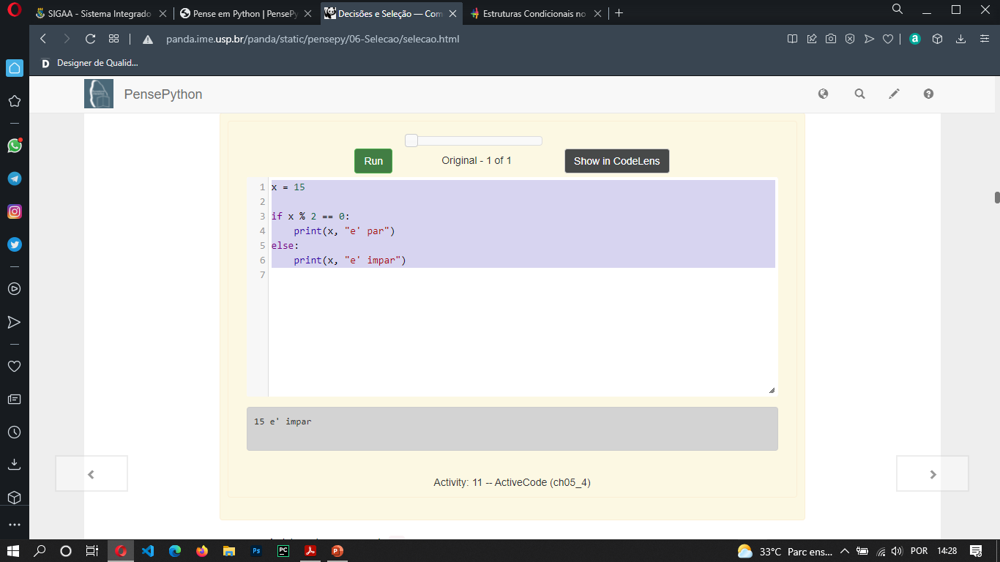 SIGAA - Sistema Integrado
Pense em Python | PensePy
Decisões e Seleção — Com
Estruturas Condicionais no
panda.ime.usp.br/panda/static/pensepy/06-Selecao/selecao.html
D Designer de Qualid...
PensePython
Run
Original - 1 of 1
Show in CodeLens
1 x = 15
2
3 if x % 2 == 0:
4     print(x, "e' par")
5 else:
6     print(x, "e' impar")
7
15 e' impar
Activity: 11 -- ActiveCode (ch05_4)
33°C Parc ens... POR 14:28